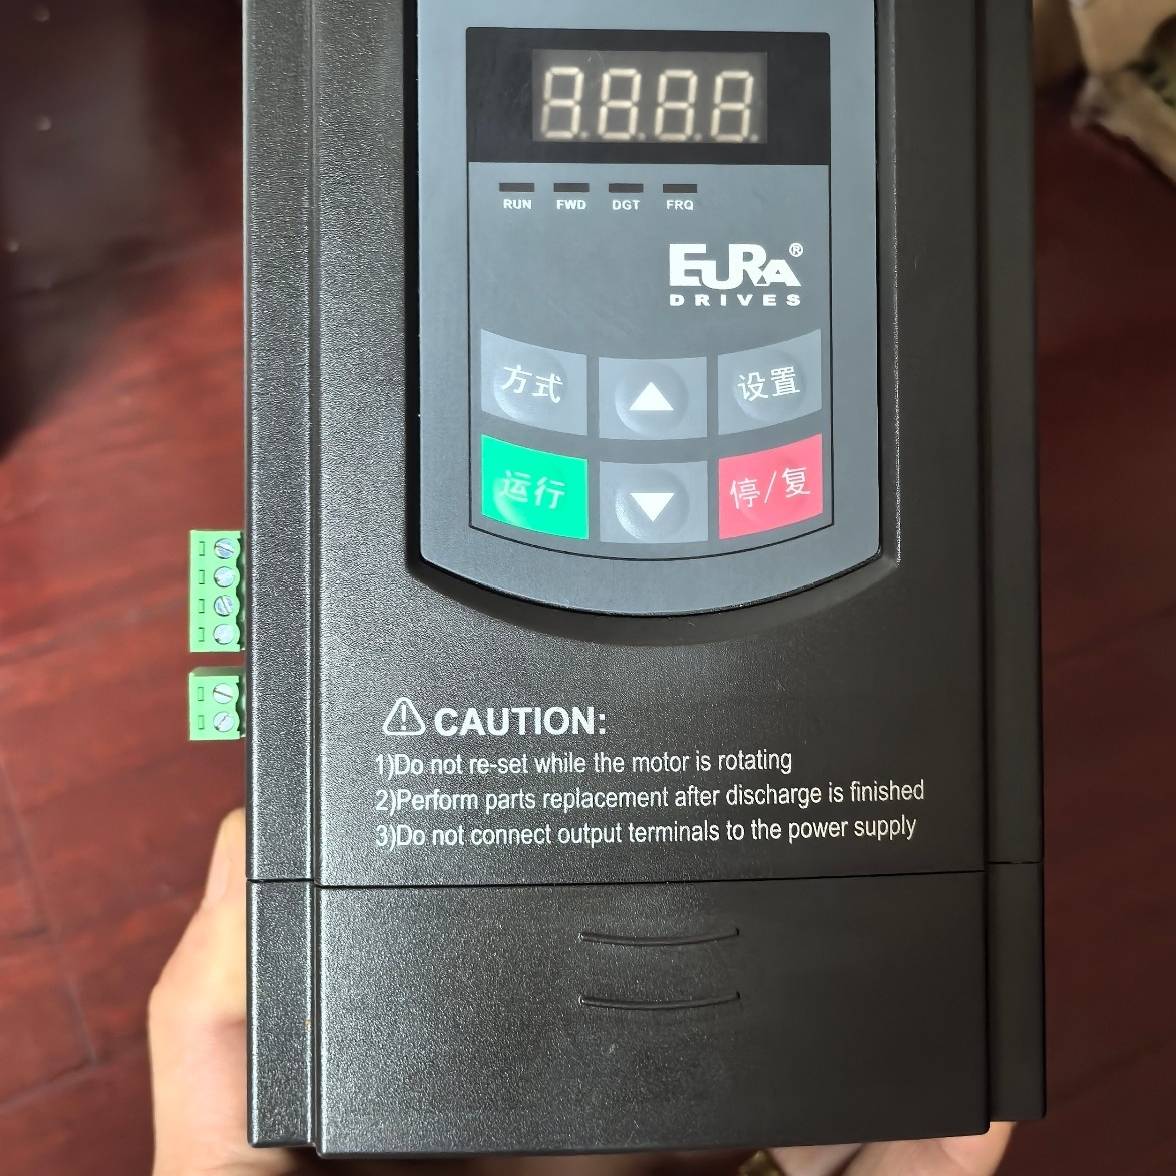 8.8.8.8.
RUN FWD DGT FRQ
EURA®
DRIVES
方式
设置
运行
停/复
CAUTION:
1)Do not re-set while the motor is rotating
2)Perform parts replacement after discharge is finished
3)Do not connect output terminals to the power supply